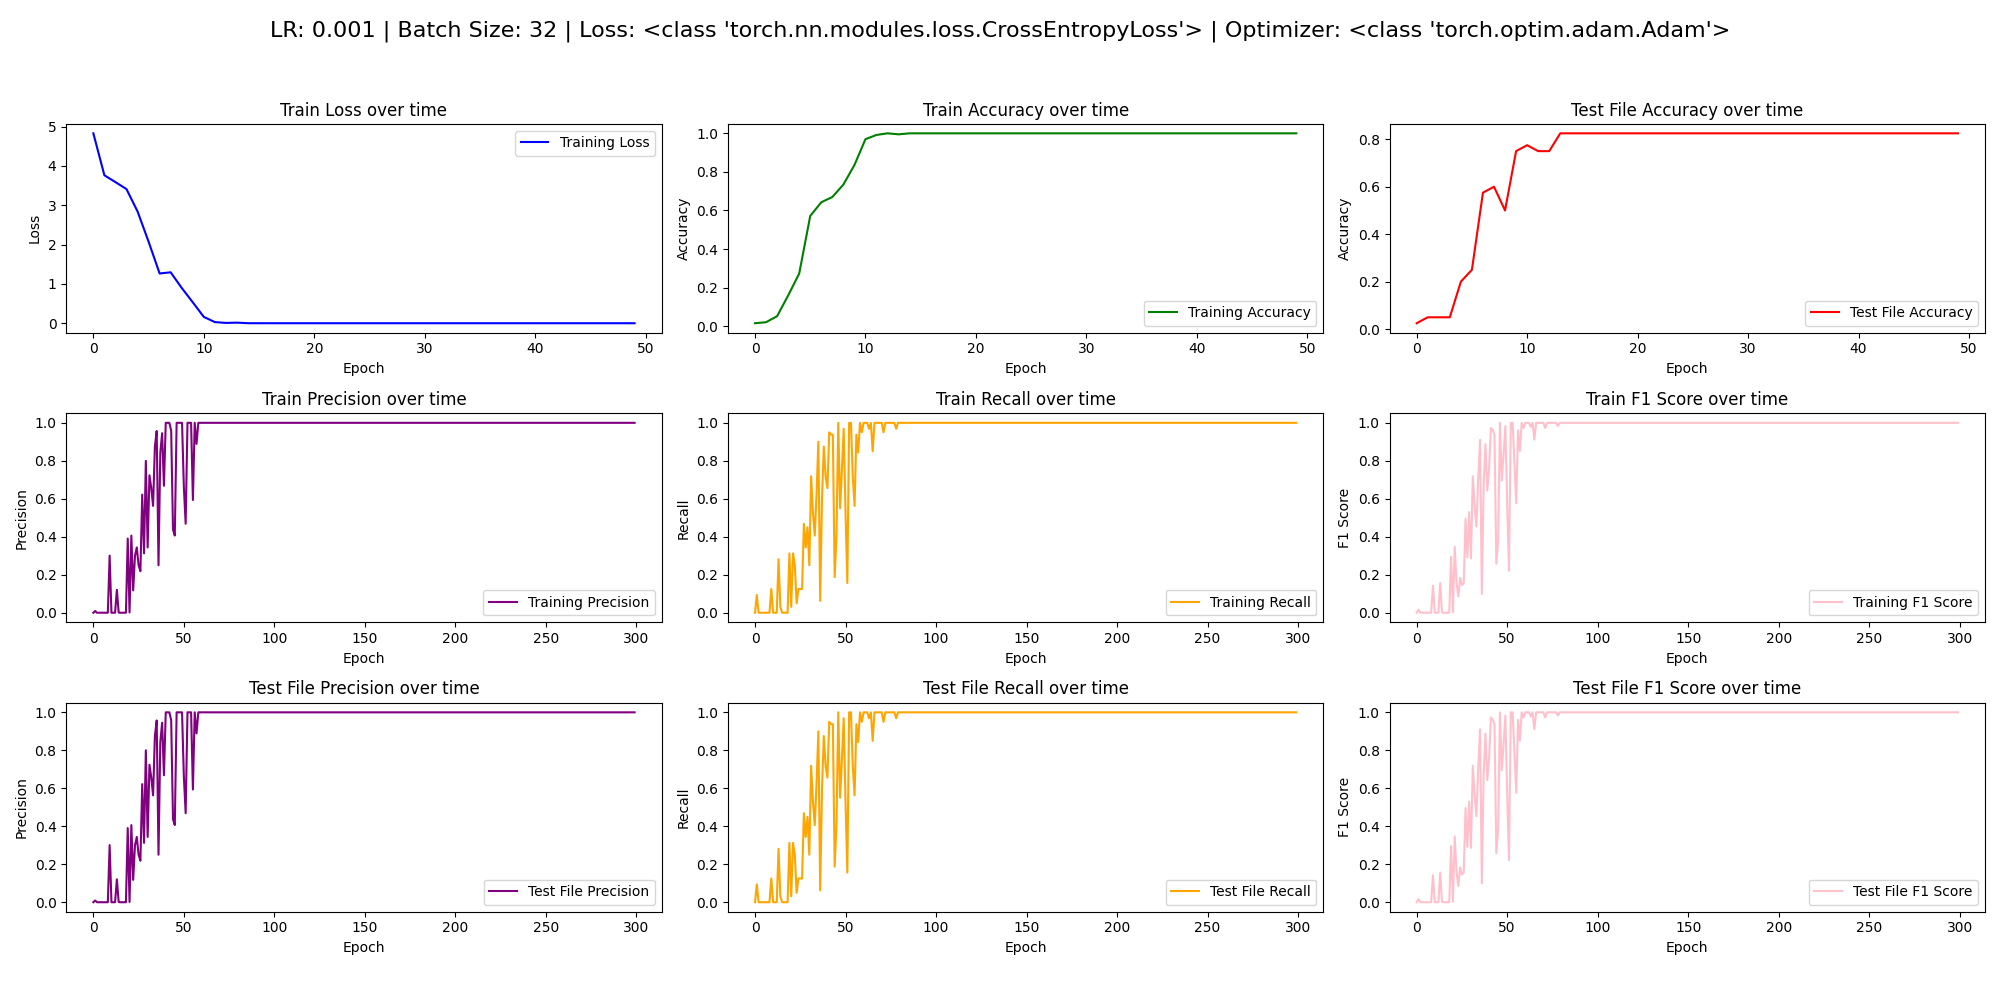 LR: 0.001 | Batch Size: 32 | Loss: <class 'torch.nn.modules.loss.CrossEntropyLoss'> | Optimizer: <class 'torch.optim.adam.Adam'>
Train Loss over time
5
4
3
2
1
0
Loss
Training Loss
0 10 20 30 40 50
Epoch
Train Accuracy over time
1.0
0.8
0.6
0.4
0.2
0.0
Accuracy
Training Accuracy
0 10 20 30 40 50
Epoch
Test File Accuracy over time
0.8
0.6
0.4
0.2
0.0
Accuracy
Test File Accuracy
0 10 20 30 40 50
Epoch
Train Precision over time
1.0
0.8
0.6
0.4
0.2
0.0
Precision
Training Precision
0 50 100 150 200 250 300
Epoch
Train Recall over time
1.0
0.8
0.6
0.4
0.2
0.0
Recall
Training Recall
0 50 100 150 200 250 300
Epoch
Train F1 Score over time
1.0
0.8
0.6
0.4
0.2
0.0
F1 Score
Training F1 Score
0 50 100 150 200 250 300
Epoch
Test File Precision over time
1.0
0.8
0.6
0.4
0.2
0.0
Precision
Test File Precision
0 50 100 150 200 250 300
Epoch
Test File Recall over time
1.0
0.8
0.6
0.4
0.2
0.0
Recall
Test File Recall
0 50 100 150 200 250 300
Epoch
Test File F1 Score over time
1.0
0.8
0.6
0.4
0.2
0.0
F1 Score
Test File F1 Score
0 50 100 150 200 250 300
Epoch